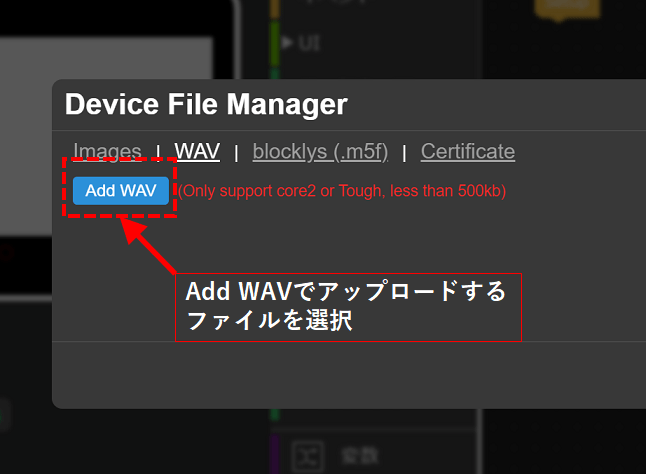 UI
Device File Manager
Images | WAV | blocklys (.m5f) | Certificate
Add WAV (Only support core2 or Tough, less than 500kb)
Add WAVでアップロードする
ファイルを選択
変数